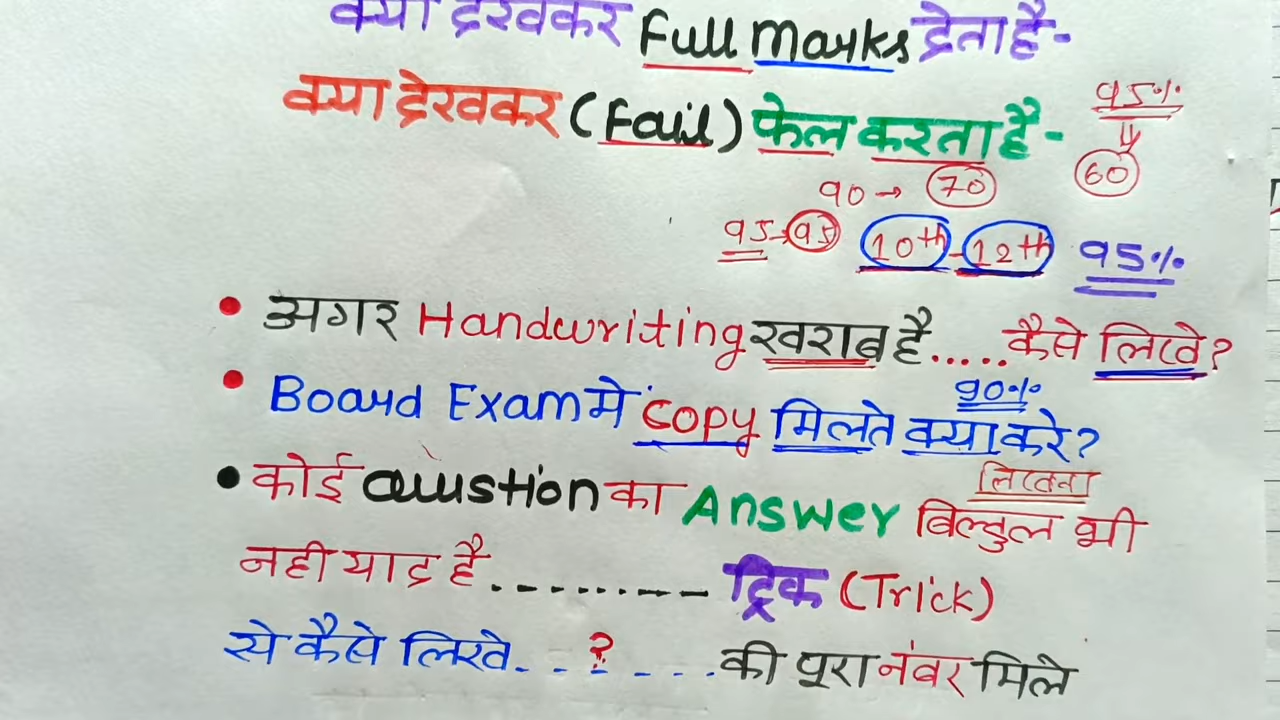 क्या देखकर Full Marks देता है-
क्या देखकर (Fail) फेल करता है-
95%
60
90 → 70
95 → 95 10th - 12th 95%
• अगर Handwriting खराब है..... कैसे लिखे?
90%
• Board Exam मे copy मिलते क्या करे?
लिखना
• कोई Question का Answer बिल्कुल भी
नही याद है......... ट्रिक (Trick)
से कैसे लिखे...?.... की पूरा नंबर मिले